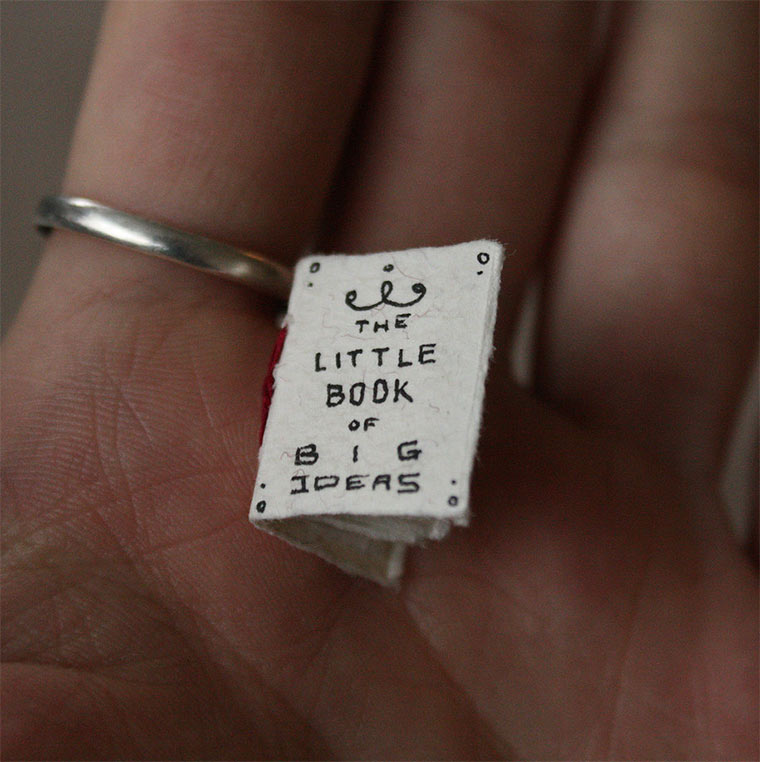 THE
LITTLE
BOOK
OF
BIG
IDEAS